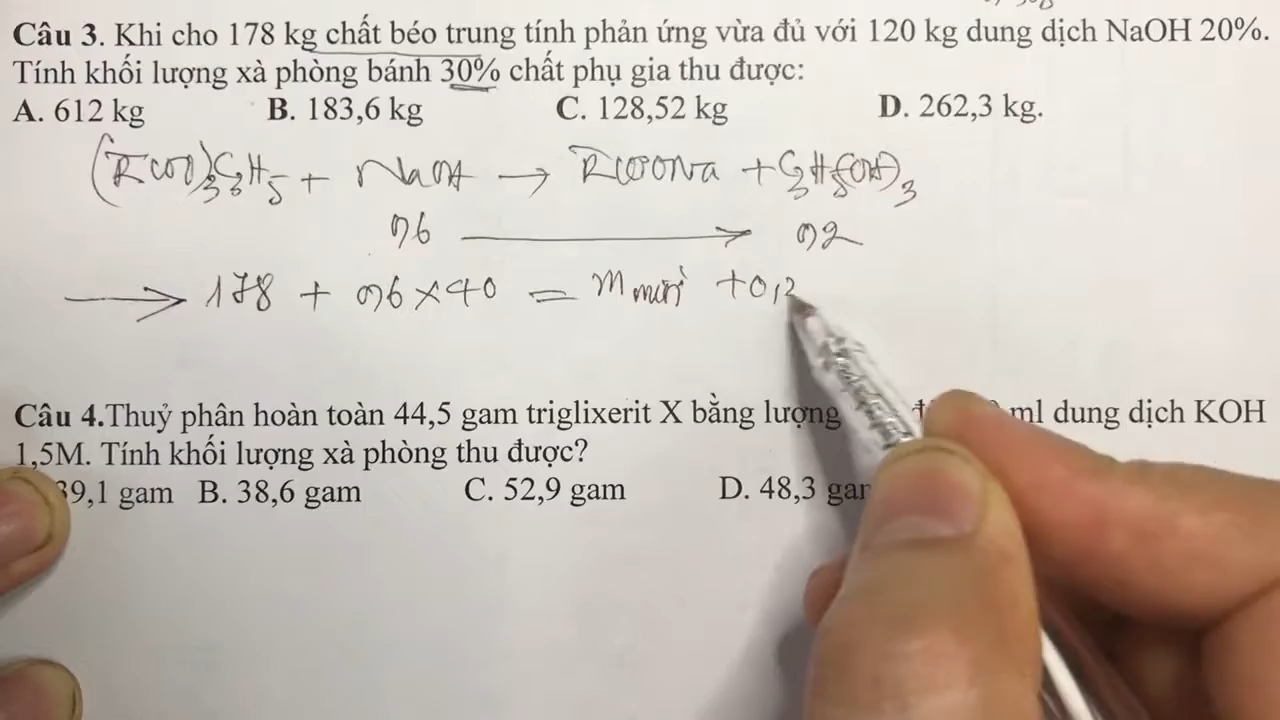 Câu 3. Khi cho 178 kg chất béo trung tính phản ứng vừa đủ với 120 kg dung dịch NaOH 20%.
Tính khối lượng xà phòng bánh 30% chất phụ gia thu được:
A. 612 kg B. 183,6 kg C. 128,52 kg D. 262,3 kg.
(RCOO)3C3H5 + NaOH → RCOONa + C3H5(OH)3
0,6 → 0,2
→ 178 + 0,6 × 40 = m muối + 0,2
Câu 4.Thuỷ phân hoàn toàn 44,5 gam triglixerit X bằng lượng ml dung dịch KOH
1,5M. Tính khối lượng xà phòng thu được?
39,1 gam B. 38,6 gam C. 52,9 gam D. 48,3